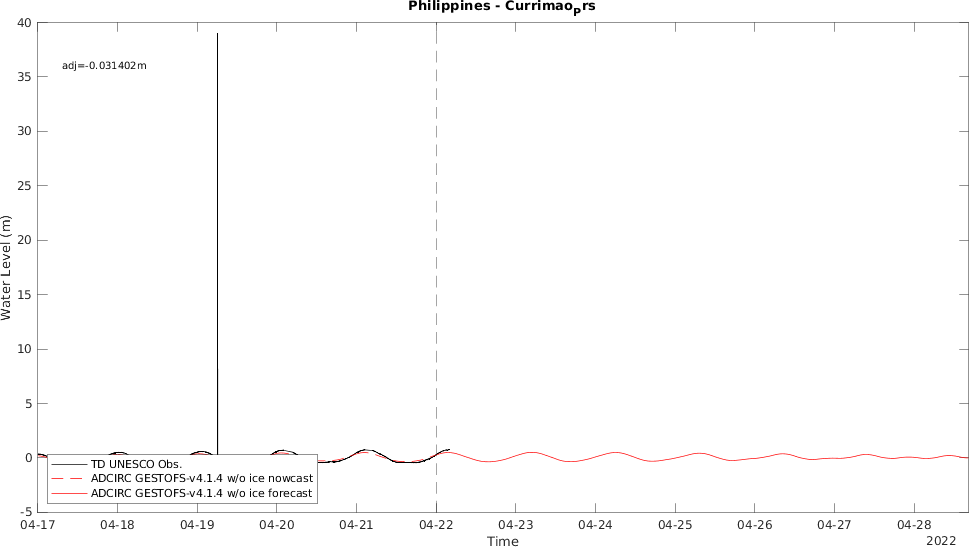 Philippines - Currimaoprs
adj=-0.031402m
40
35
30
25
20
15
10
5
0
-5
Water Level (m)
TD UNESCO Obs.
ADCIRC GESTOFS-v4.1.4 w/o ice nowcast
ADCIRC GESTOFS-v4.1.4 w/o ice forecast
04-17 04-18 04-19 04-20 04-21 04-22 04-23 04-24 04-25 04-26 04-27 04-28
Time
2022